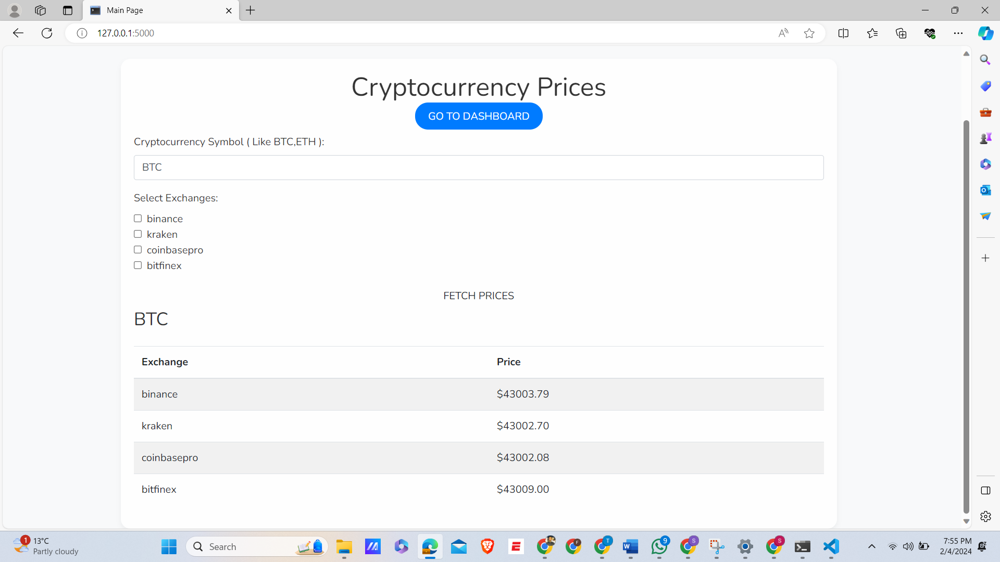 Main Page
127.0.0.1:5000
Cryptocurrency Prices
GO TO DASHBOARD
Cryptocurrency Symbol ( Like BTC,ETH ):
BTC
Select Exchanges:
binance
kraken
coinbasepro
bitfinex
FETCH PRICES
BTC
Exchange Price
binance $43003.79
kraken $43002.70
coinbasepro $43002.08
bitfinex $43009.00
1 13°C
Partly cloudy
Search
F
T
W
9
S
S
7:55 PM
2/4/2024